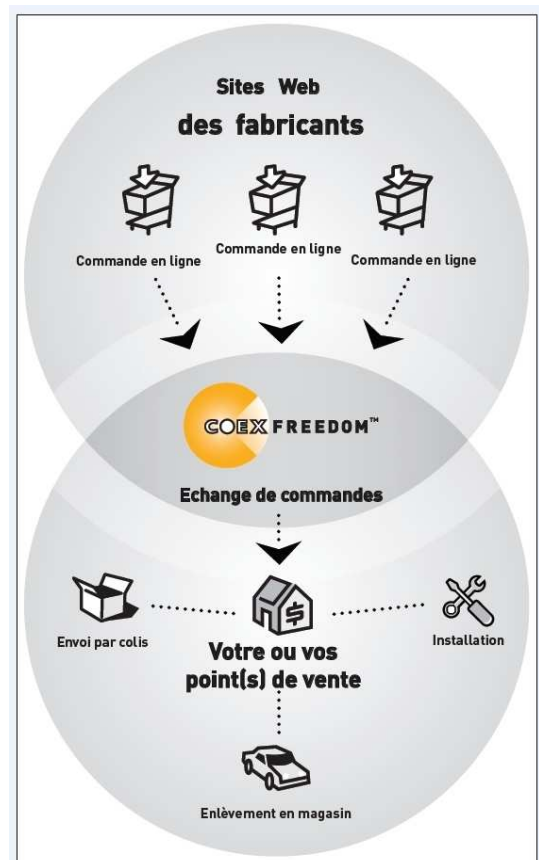 Sites Web
des fabricants
Commande en ligne
Commande en ligne
Commande en ligne
COEX FREEDOM™
Echange de commandes
$
Envoi par colis
Installation
Votre ou vos
point(s) de vente
Enlèvement en magasin